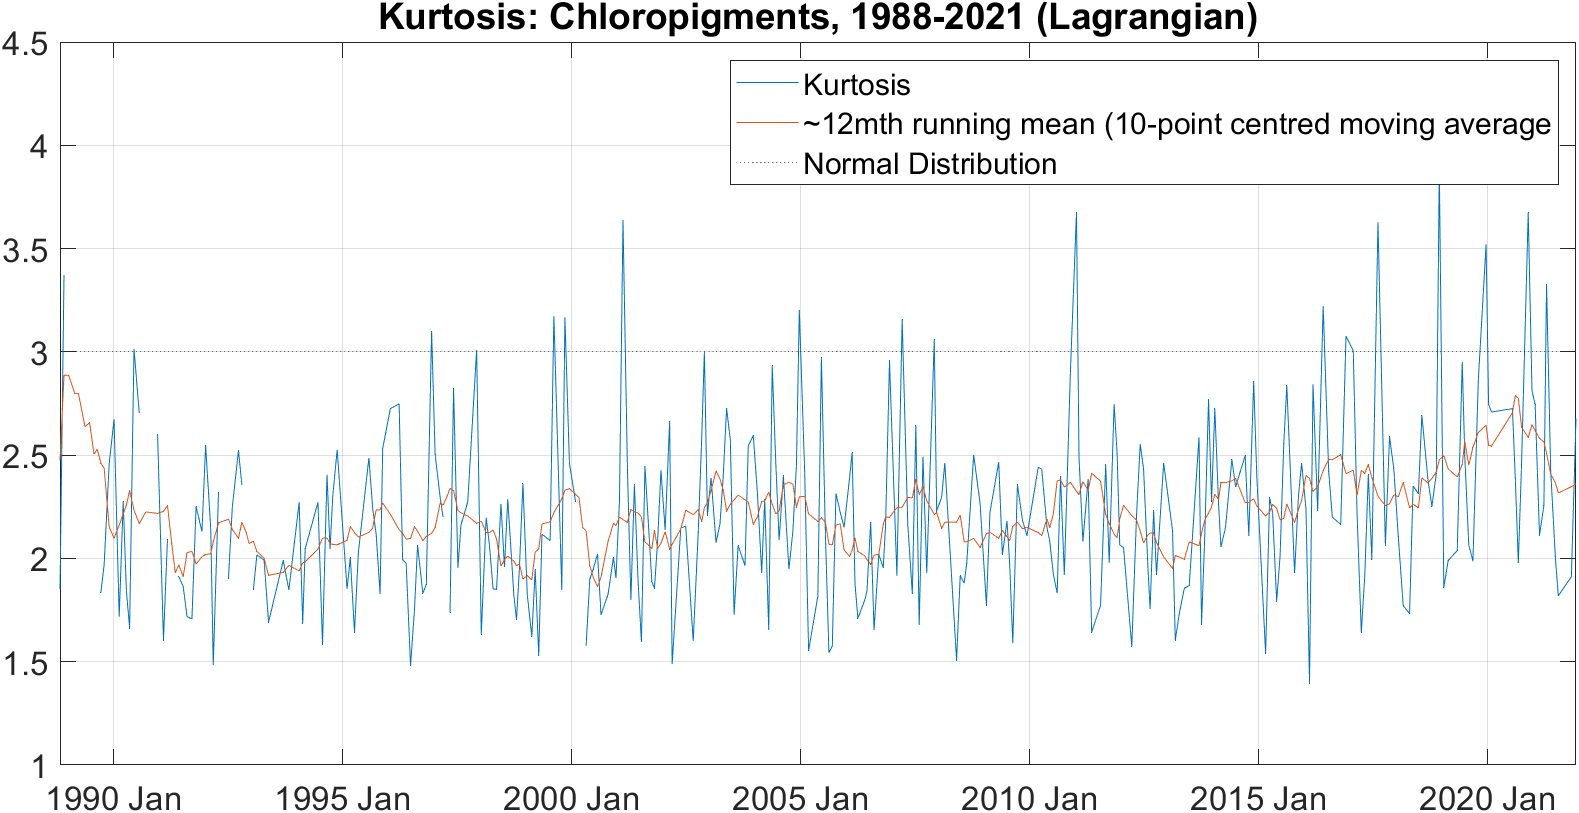 Kurtosis: Chloropigments, 1988-2021 (Lagrangian)
4.5
4
3.5
3
2.5
2
1.5
1
Kurtosis
~12mth running mean (10-point centred moving average
Normal Distribution
1990 Jan
1995 Jan
2000 Jan
2005 Jan
2010 Jan
2015 Jan
2020 Jan